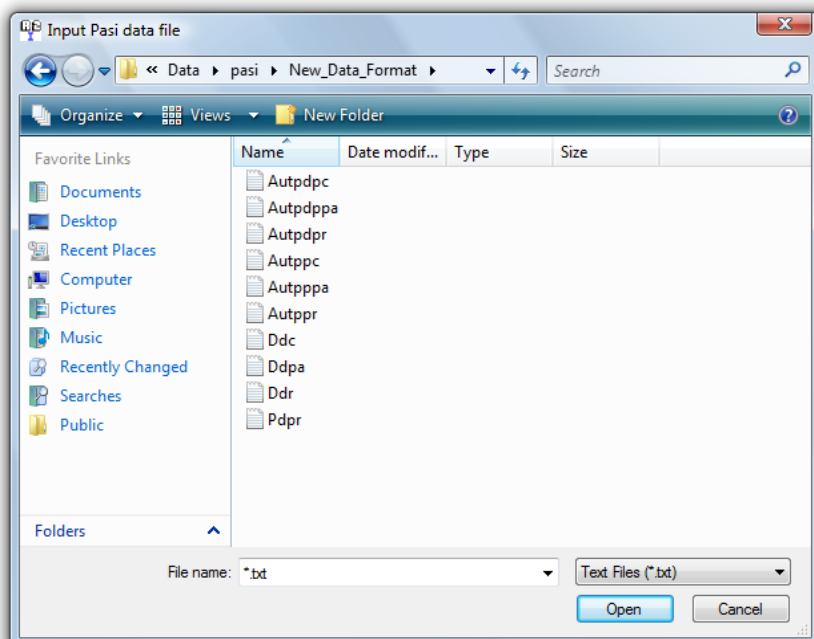 Input Pasi data file
« Data pasi New_Data_Format Search
Organize Views New Folder
Favorite Links
Documents
Desktop
Recent Places
Computer
Pictures
Music
Recently Changed
Searches
Public
Folders
Name Date modif... Type Size
Autpdpc
Autpdppa
Autpdpr
Autppc
Autpppa
Autppr
Ddc
Ddpa
Ddr
Pdpr
File name: *.txt Text Files (*.txt)
Open Cancel